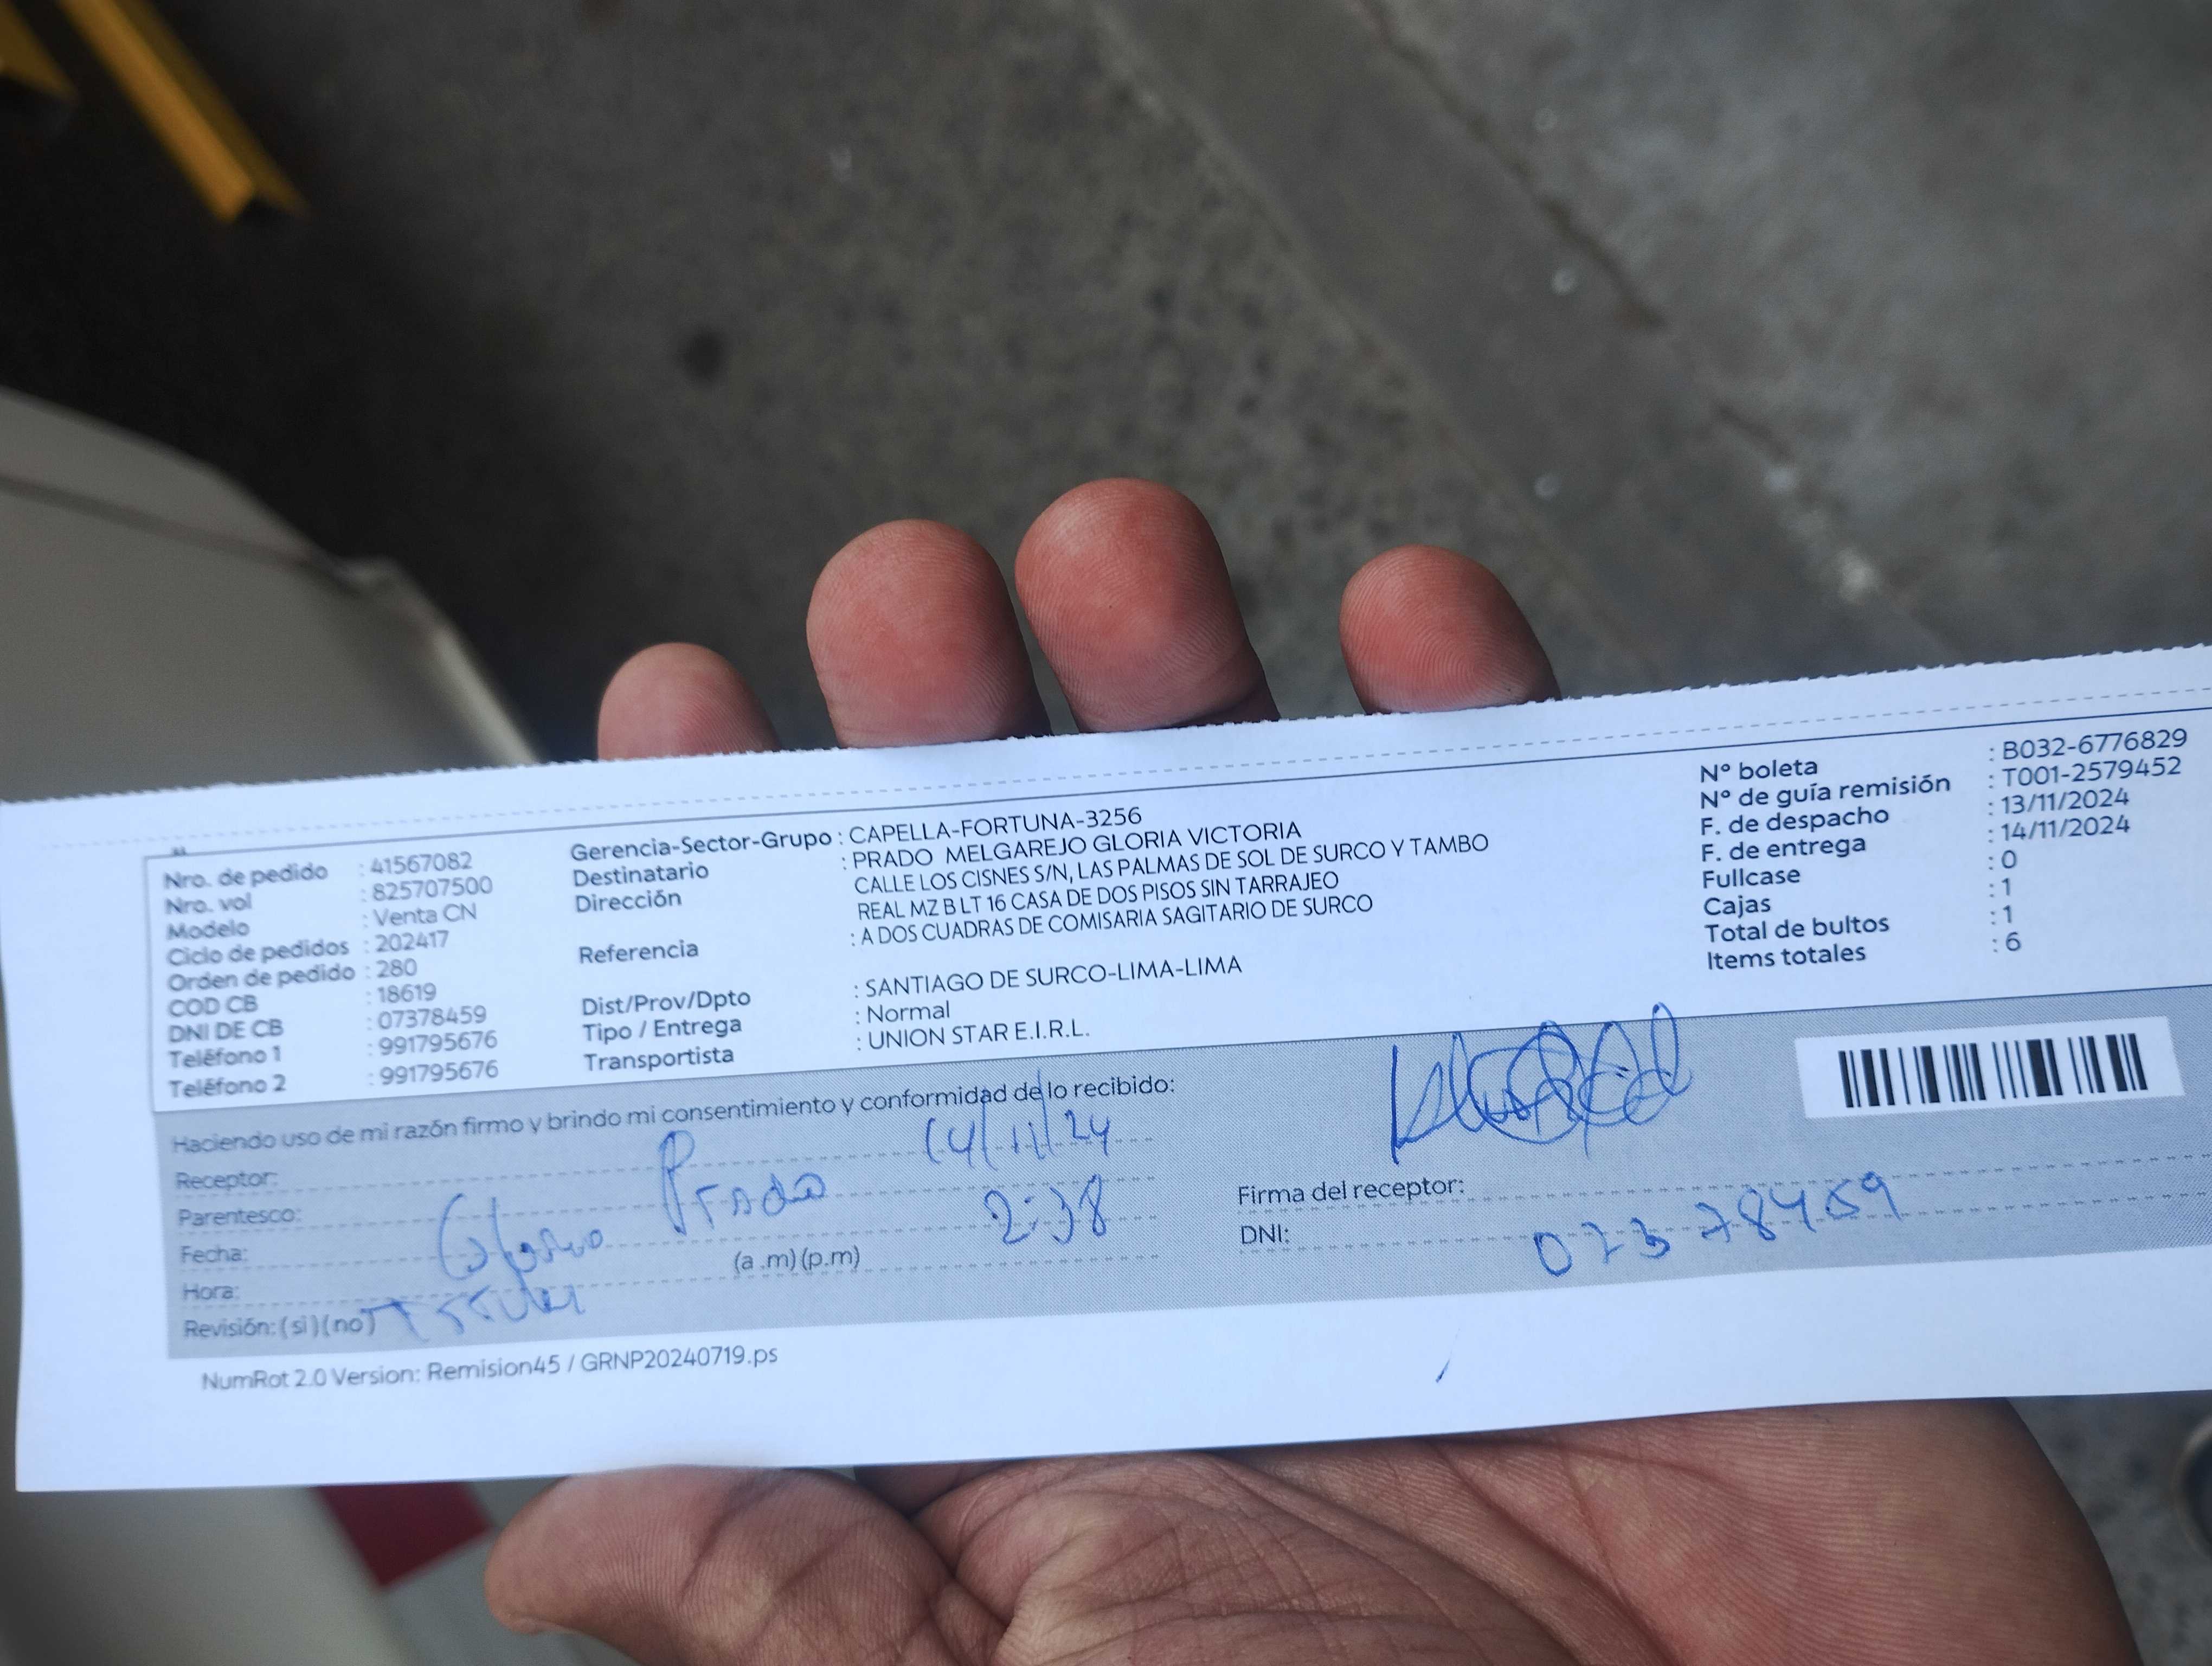 Nro. de pedido : 41567082
Nro. vol : 825707500
Modelo : Venta CN
Ciclo de pedidos : 202417
Orden de pedido : 280
COD CB : 18619
DNI DE CB : 07378459
Teléfono 1 : 991795676
Teléfono 2 : 991795676
Gerencia-Sector-Grupo : CAPELLA-FORTUNA-3256
Destinatario : PRADO MELGAREJO GLORIA VICTORIA
Dirección CALLE LOS CISNES S/N, LAS PALMAS DE SOL DE SURCO Y TAMBO
REAL MZ B LT 16 CASA DE DOS PISOS SIN TARRAJEO
Referencia : A DOS CUADRAS DE COMISARIA SAGITARIO DE SURCO
Dist/Prov/Dpto : SANTIAGO DE SURCO-LIMA-LIMA
Tipo / Entrega : Normal
Transportista : UNION STAR E.I.R.L.
N° boleta : B032-6776829
N° de guía remisión : T001-2579452
F. de despacho : 13/11/2024
F. de entrega : 14/11/2024
Fullcase : 0
Cajas : 1
Total de bultos : 1
Items totales : 6
Haciendo uso de mi razón firmo y brindo mi consentimiento y conformidad de lo recibido:
Receptor: 14/11/24
Parentesco: Prado
Fecha:
Hora: (a .m)(p.m) 2:38
Revisión: (si)(no)
Firma del receptor:
DNI: 07378459
NumRot 2.0 Version: Remision45 / GRNP20240719.ps